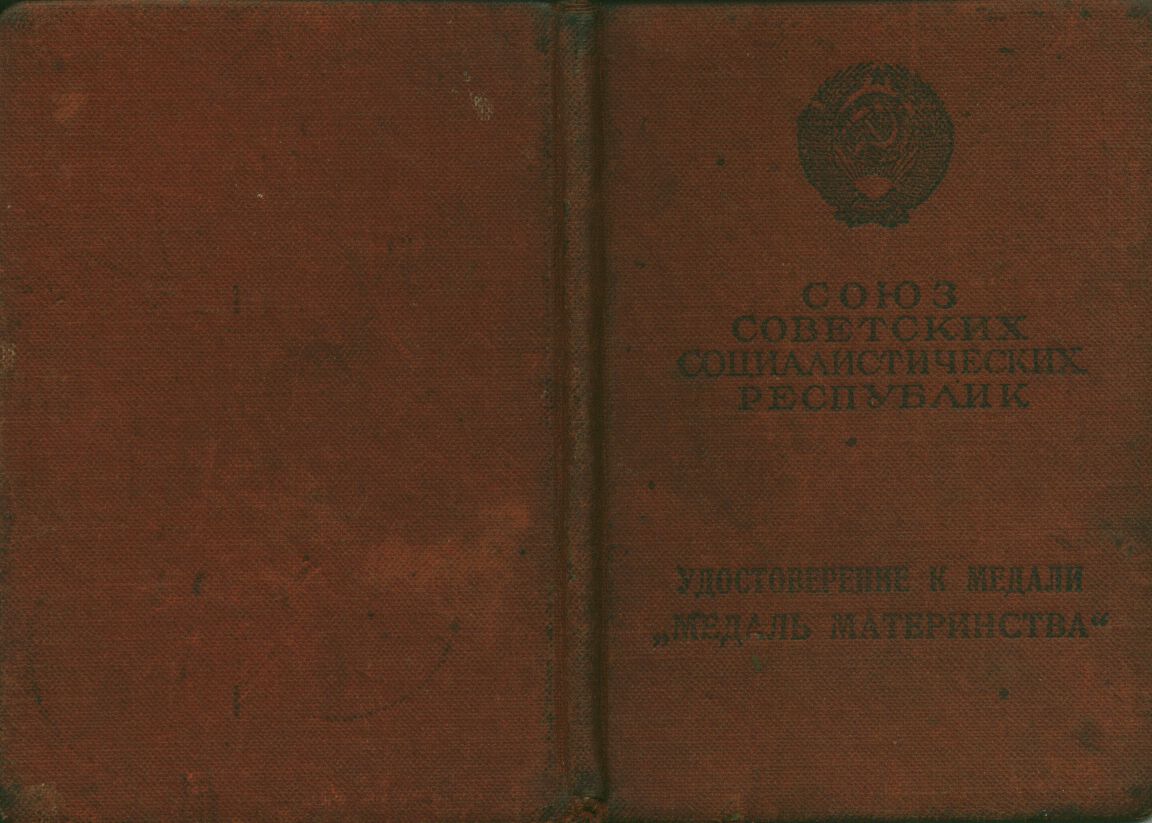 СОЮЗ
СОВЕТСКИХ
СОЦИАЛИСТИЧЕСКИХ
РЕСПУБЛИК
УДОСТОВЕРЕНИЕ К МЕДАЛИ
„МЕДАЛЬ МАТЕРИНСТВА“